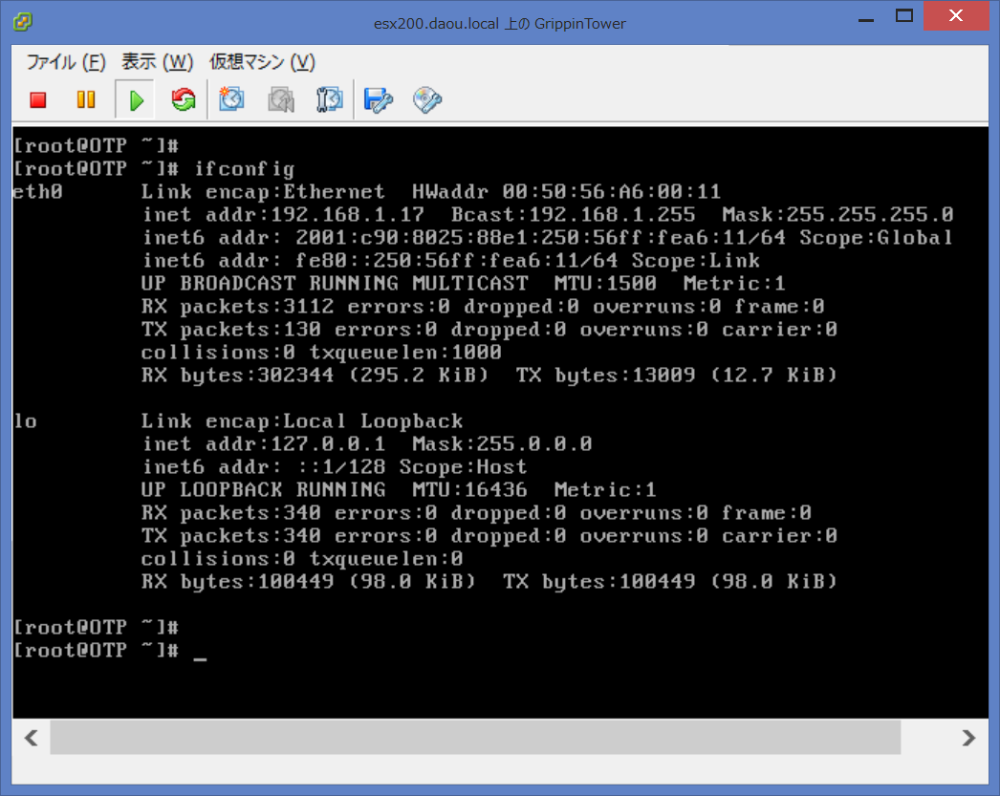 esx200.daou.local 上の GrippinTower
ファイル (F) 表示 (W) 仮想マシン (V)
[root@OTP ~]#
[root@OTP ~]# ifconfig
eth0      Link encap:Ethernet  HWaddr 00:50:56:A6:00:11
          inet addr:192.168.1.17  Bcast:192.168.1.255  Mask:255.255.255.0
          inet6 addr: 2001:c90:8025:88e1:250:56ff:fea6:11/64 Scope:Global
          inet6 addr: fe80::250:56ff:fea6:11/64 Scope:Link
          UP BROADCAST RUNNING MULTICAST  MTU:1500  Metric:1
          RX packets:3112 errors:0 dropped:0 overruns:0 frame:0
          TX packets:130 errors:0 dropped:0 overruns:0 carrier:0
          collisions:0 txqueuelen:1000
          RX bytes:302344 (295.2 KiB)  TX bytes:13009 (12.7 KiB)
lo        Link encap:Local Loopback
          inet addr:127.0.0.1  Mask:255.0.0.0
          inet6 addr: ::1/128 Scope:Host
          UP LOOPBACK RUNNING  MTU:16436  Metric:1
          RX packets:340 errors:0 dropped:0 overruns:0 frame:0
          TX packets:340 errors:0 dropped:0 overruns:0 carrier:0
          collisions:0 txqueuelen:0
          RX bytes:100449 (98.0 KiB)  TX bytes:100449 (98.0 KiB)
[root@OTP ~]#
[root@OTP ~]# _